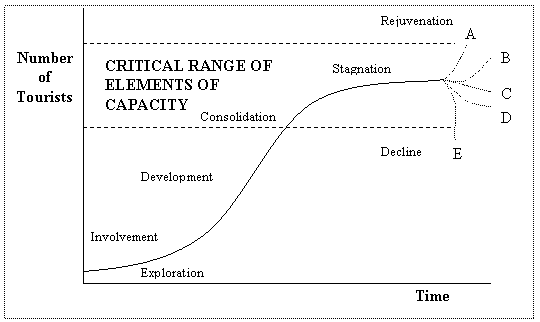 Rejuvenation
A
Number
of
Tourists
CRITICAL RANGE OF
ELEMENTS OF
CAPACITY
Stagnation
B
C
D
Consolidation
Decline
E
Development
Involvement
Exploration
Time